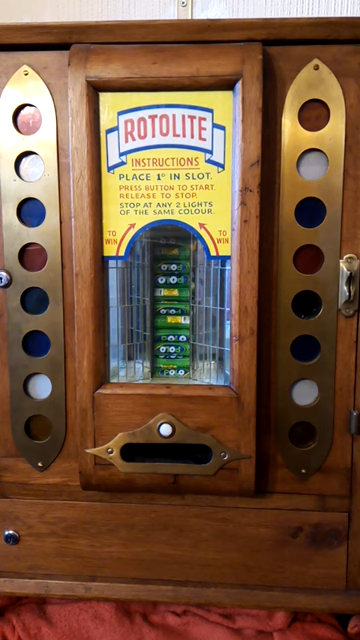 ROTOLITE
INSTRUCTIONS
PLACE 1ᴰ IN SLOT,
PRESS BUTTON TO START.
RELEASE TO STOP.
STOP AT ANY 2 LIGHTS
OF THE SAME COLOUR.
TO WIN
TO WIN
POLO